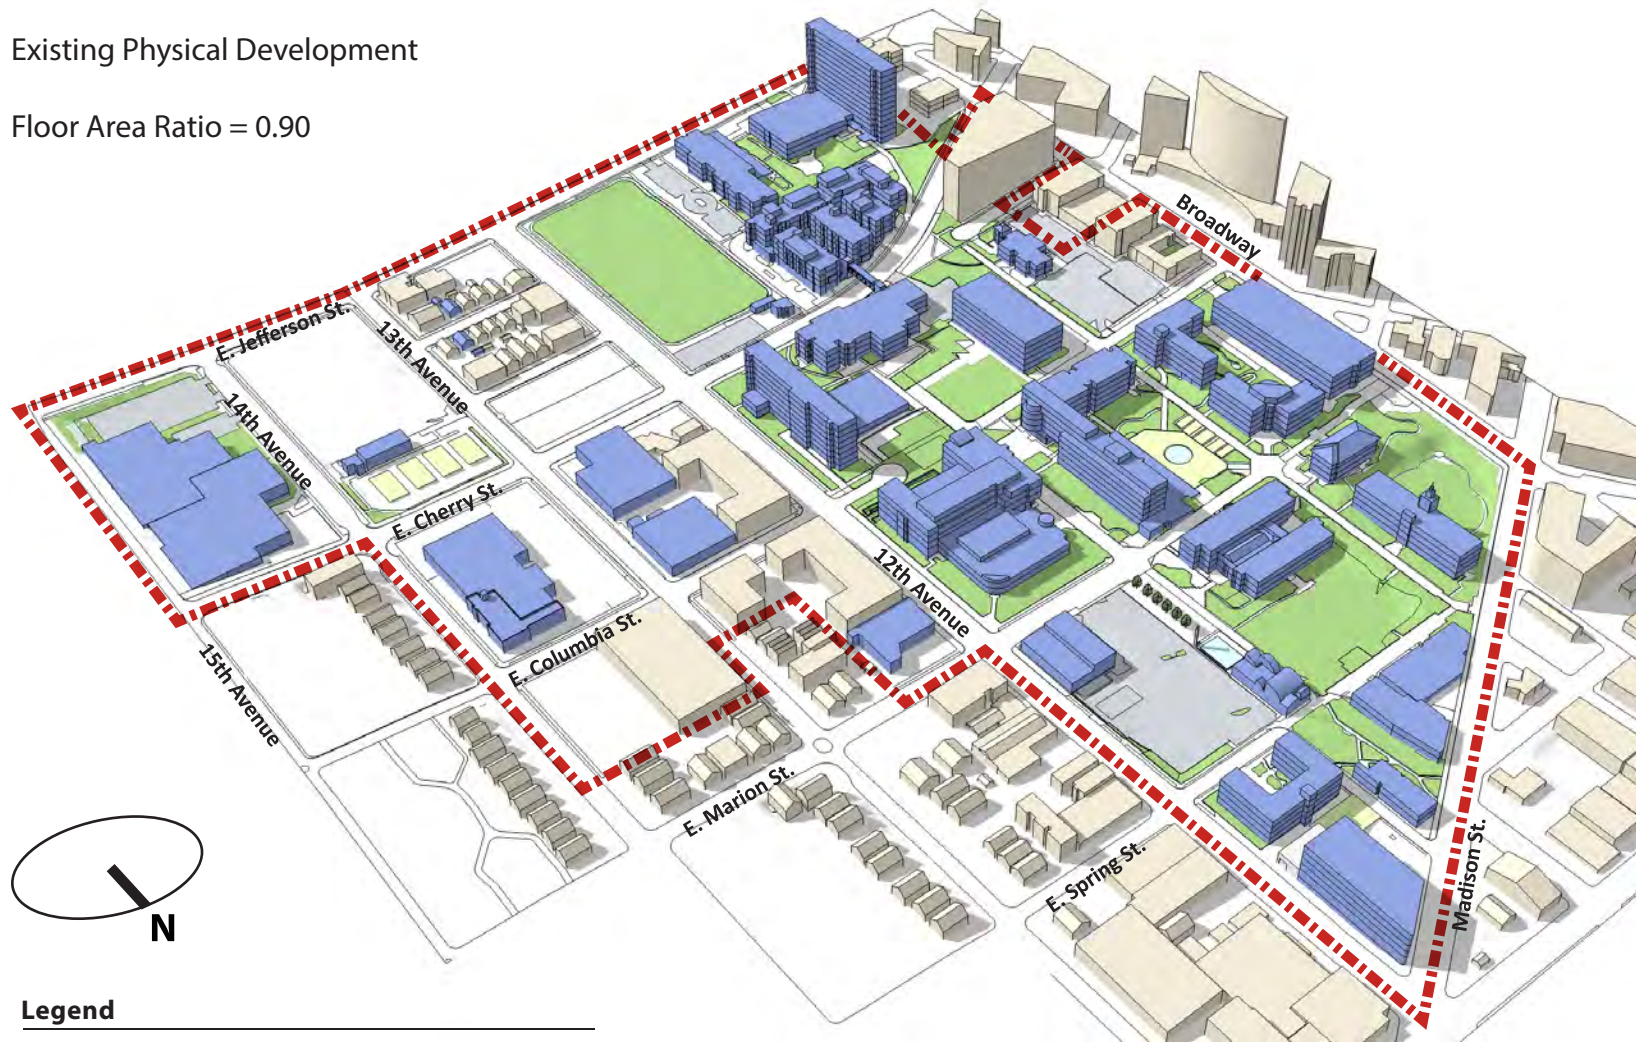 Existing Physical Development
Floor Area Ratio = 0.90
Broadway
E. Jefferson St.
13th Avenue
14th Avenue
E. Cherry St.
12th Avenue
E. Columbia St.
15th Avenue
E. Marion St.
E. Spring St.
Madison St.
N
Legend